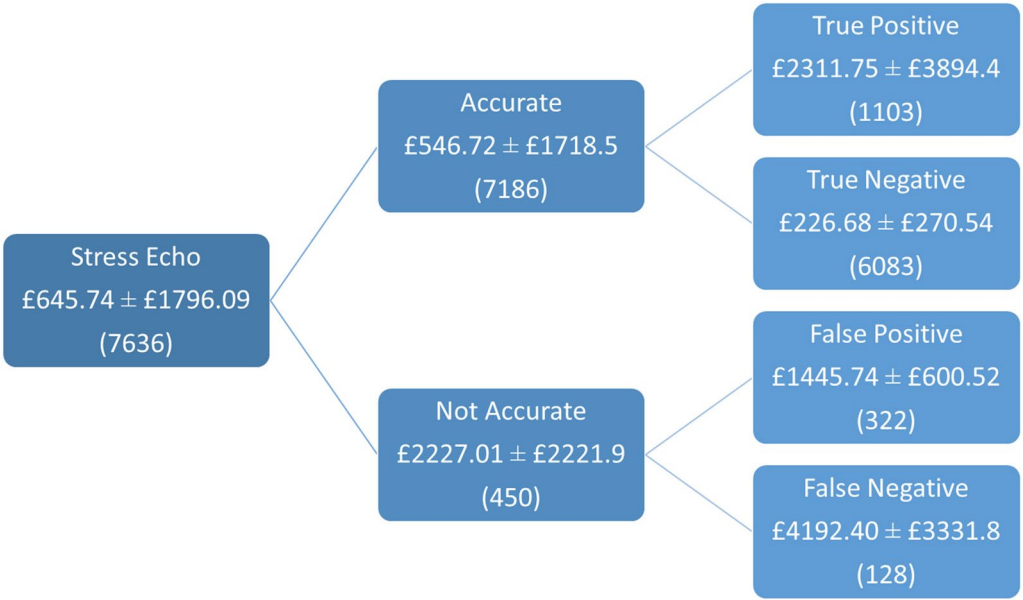 Stress Echo
£645.74 ± £1796.09
(7636)
Accurate
£546.72 ± £1718.5
(7186)
Not Accurate
£2227.01 ± £2221.9
(450)
True Positive
£2311.75 ± £3894.4
(1103)
True Negative
£226.68 ± £270.54
(6083)
False Positive
£1445.74 ± £600.52
(322)
False Negative
£4192.40 ± £3331.8
(128)